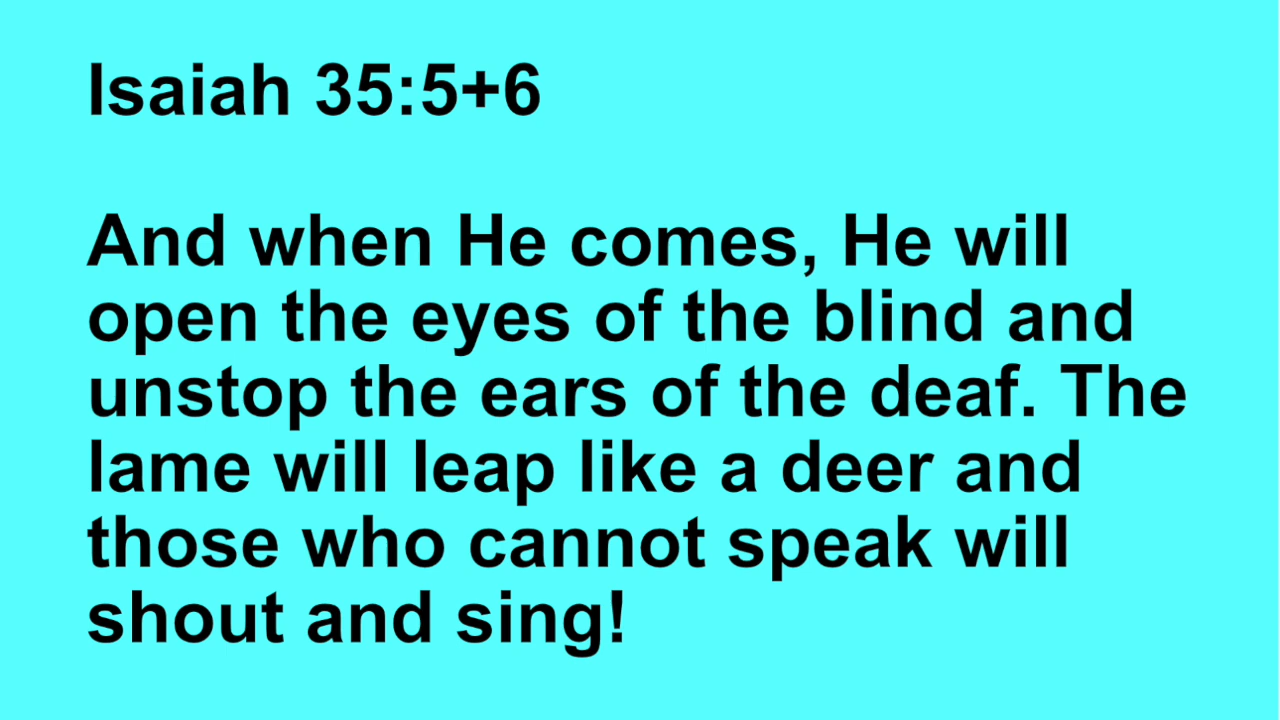 Isaiah 35:5+6
And when He comes, He will
open the eyes of the blind and
unstop the ears of the deaf. The
lame will leap like a deer and
those who cannot speak will
shout and sing!